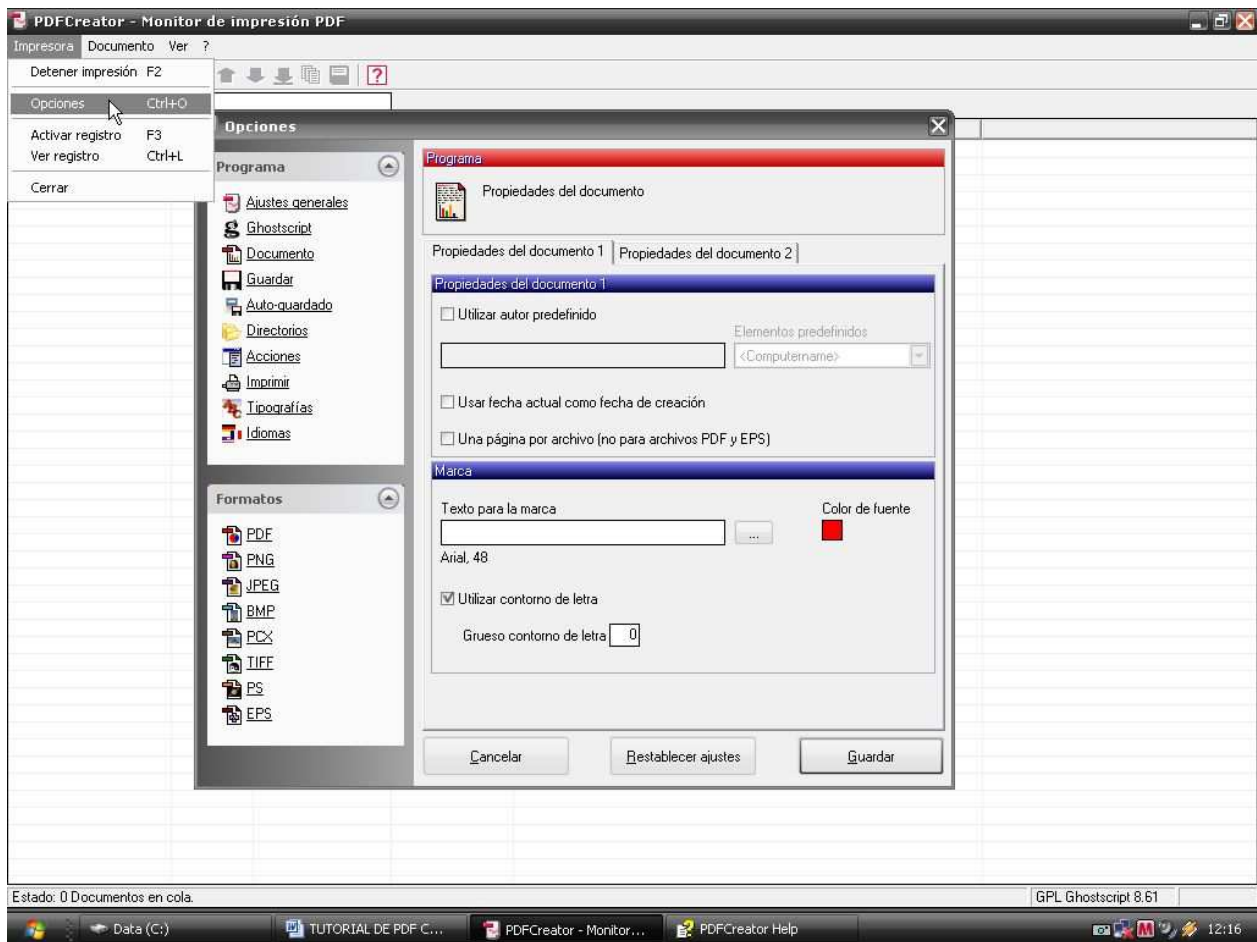 PDFCreator - Monitor de impresión PDF
Impresora Documento Ver ?
Detener impresión F2
Opciones Ctrl+O
Activar registro F3
Ver registro Ctrl+L
Cerrar
Opciones
Programa
Ajustes generales
Ghostscript
Documento
Guardar
Auto-guardado
Directorios
Acciones
Imprimir
Tipografías
Idiomas
Formatos
PDF
PNG
JPEG
BMP
PCX
TIFF
PS
EPS
Programa
Propiedades del documento
Propiedades del documento 1 Propiedades del documento 2
Propiedades del documento 1
Utilizar autor predefinido
Elementos predefinidos
<Computername>
Usar fecha actual como fecha de creación
Una página por archivo (no para archivos PDF y EPS)
Marca
Texto para la marca Color de fuente
...
Arial, 48
Utilizar contorno de letra
Grueso contorno de letra 0
Cancelar Restablecer ajustes Guardar
Estado: 0 Documentos en cola. GPL Ghostscript 8.61
Data (C:) TUTORIAL DE PDF C... PDFCreator - Monitor... PDFCreator Help 12:16